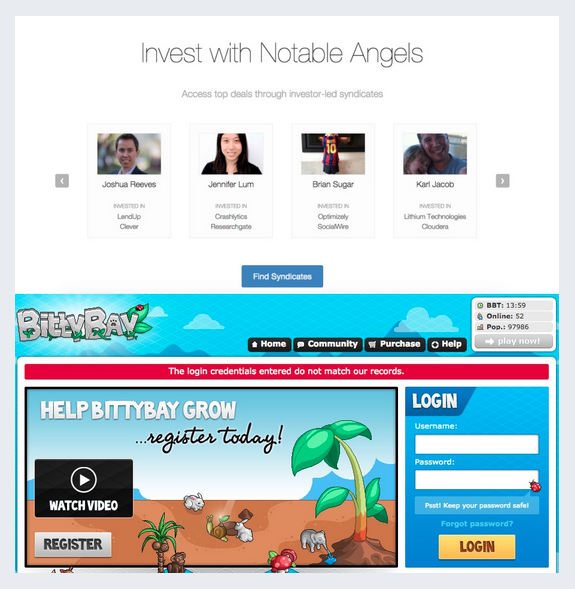 Invest with Notable Angels
Access top deals through investor-led syndicates
Joshua Reeves
INVESTED IN
LendUp
Clever
Jennifer Lum
INVESTED IN
Crashlytics
Researchgate
Brian Sugar
INVESTED IN
Optimizely
SocialWire
Karl Jacob
INVESTED IN
Lithium Technologies
Cloudera
Find Syndicates
BittyBay
BBT: 13:59
Online: 52
Pop.: 97986
play now!
Home
Community
Purchase
Help
The login credentials entered do not match our records.
HELP BITTYBAY GROW
...register today!
WATCH VIDEO
REGISTER
LOGIN
Username:
Password:
Psst! Keep your password safe!
Forgot password?
LOGIN